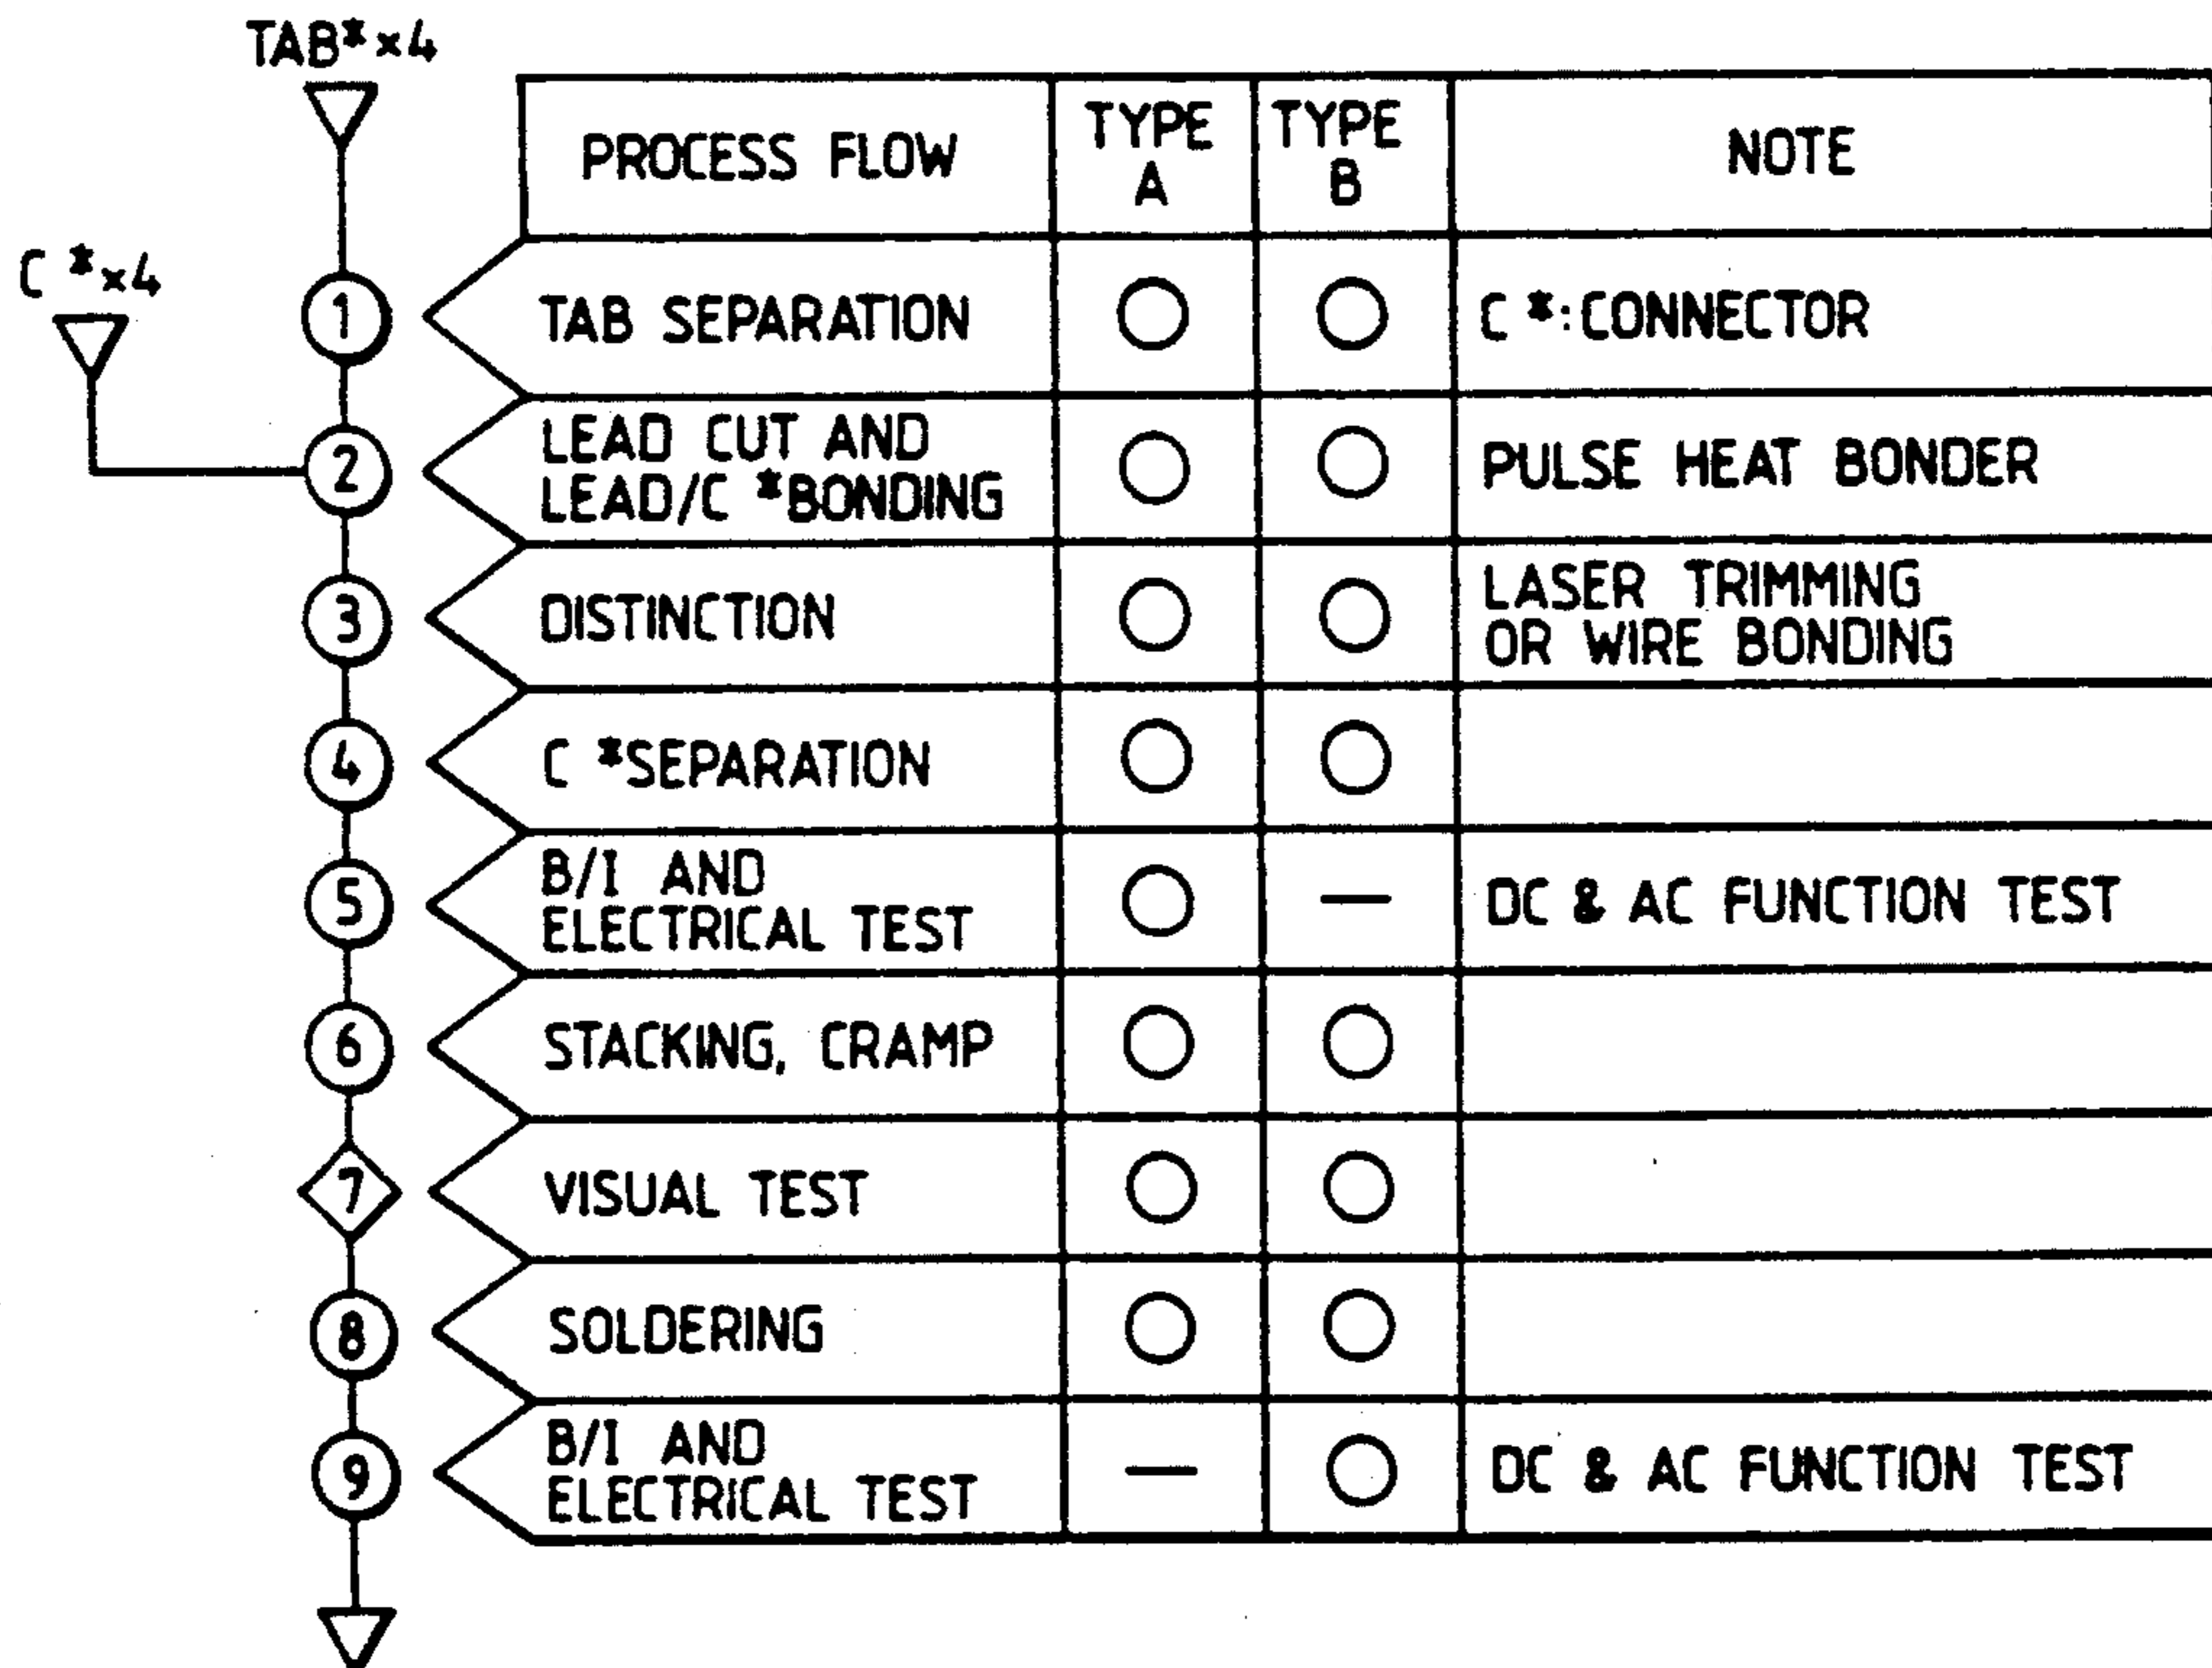 TAB*×4
PROCESS FLOW
TYPE A
TYPE B
NOTE
C *×4
1
TAB SEPARATION
C *:CONNECTOR
2
LEAD CUT AND
LEAD/C *BONDING
PULSE HEAT BONDER
3
DISTINCTION
LASER TRIMMING
OR WIRE BONDING
4
C *SEPARATION
5
B/I AND
ELECTRICAL TEST
—
DC & AC FUNCTION TEST
6
STACKING, CRAMP
7
VISUAL TEST
8
SOLDERING
9
B/I AND
ELECTRICAL TEST
—
DC & AC FUNCTION TEST